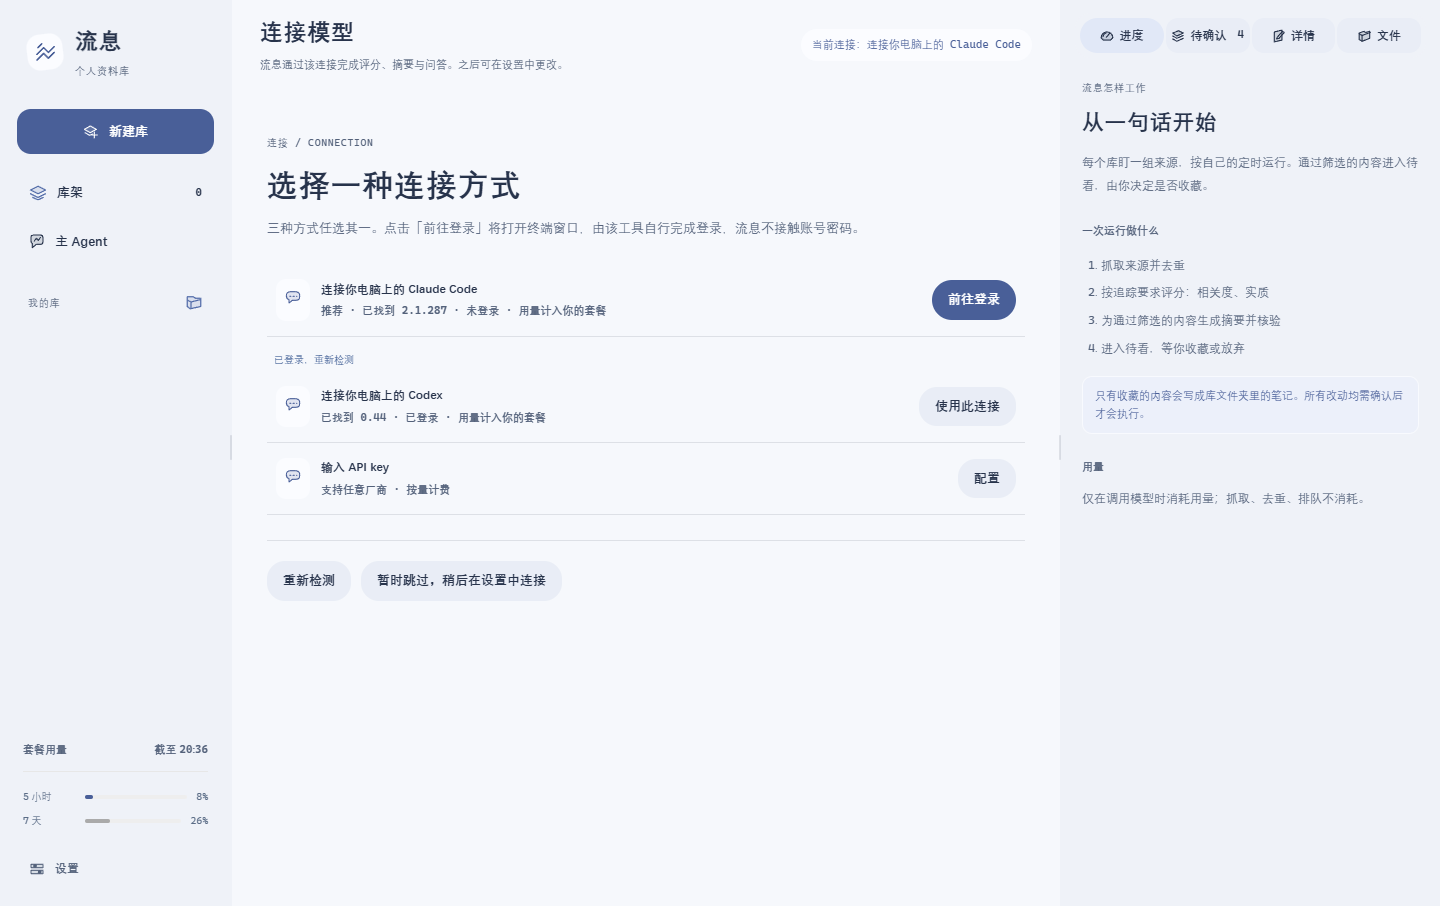 流息
个人资料库
新建库
库架 0
主 Agent
我的库
套餐用量 截至 20:36
5 小时 8%
7 天 26%
设置
连接模型
流息通过该连接完成评分、摘要与问答。之后可在设置中更改。
当前连接：连接你电脑上的 Claude Code
连接 / CONNECTION
选择一种连接方式
三种方式任选其一。点击「前往登录」将打开终端窗口，由该工具自行完成登录，流息不接触账号密码。
连接你电脑上的 Claude Code
推荐 · 已找到 2.1.287 · 未登录 · 用量计入你的套餐
前往登录
已登录，重新检测
连接你电脑上的 Codex
已找到 0.44 · 已登录 · 用量计入你的套餐
使用此连接
输入 API key
支持任意厂商 · 按量计费
配置
重新检测
暂时跳过，稍后在设置中连接
进度
待确认 4
详情
文件
流息怎样工作
从一句话开始
每个库盯一组来源，按自己的定时运行。通过筛选的内容进入待
看，由你决定是否收藏。
一次运行做什么
1. 抓取来源并去重
2. 按追踪要求评分：相关度、实质
3. 为通过筛选的内容生成摘要并核验
4. 进入待看，等你收藏或放弃
只有收藏的内容会写成库文件夹里的笔记。所有改动均需确认后
才会执行。
用量
仅在调用模型时消耗用量；抓取、去重、排队不消耗。